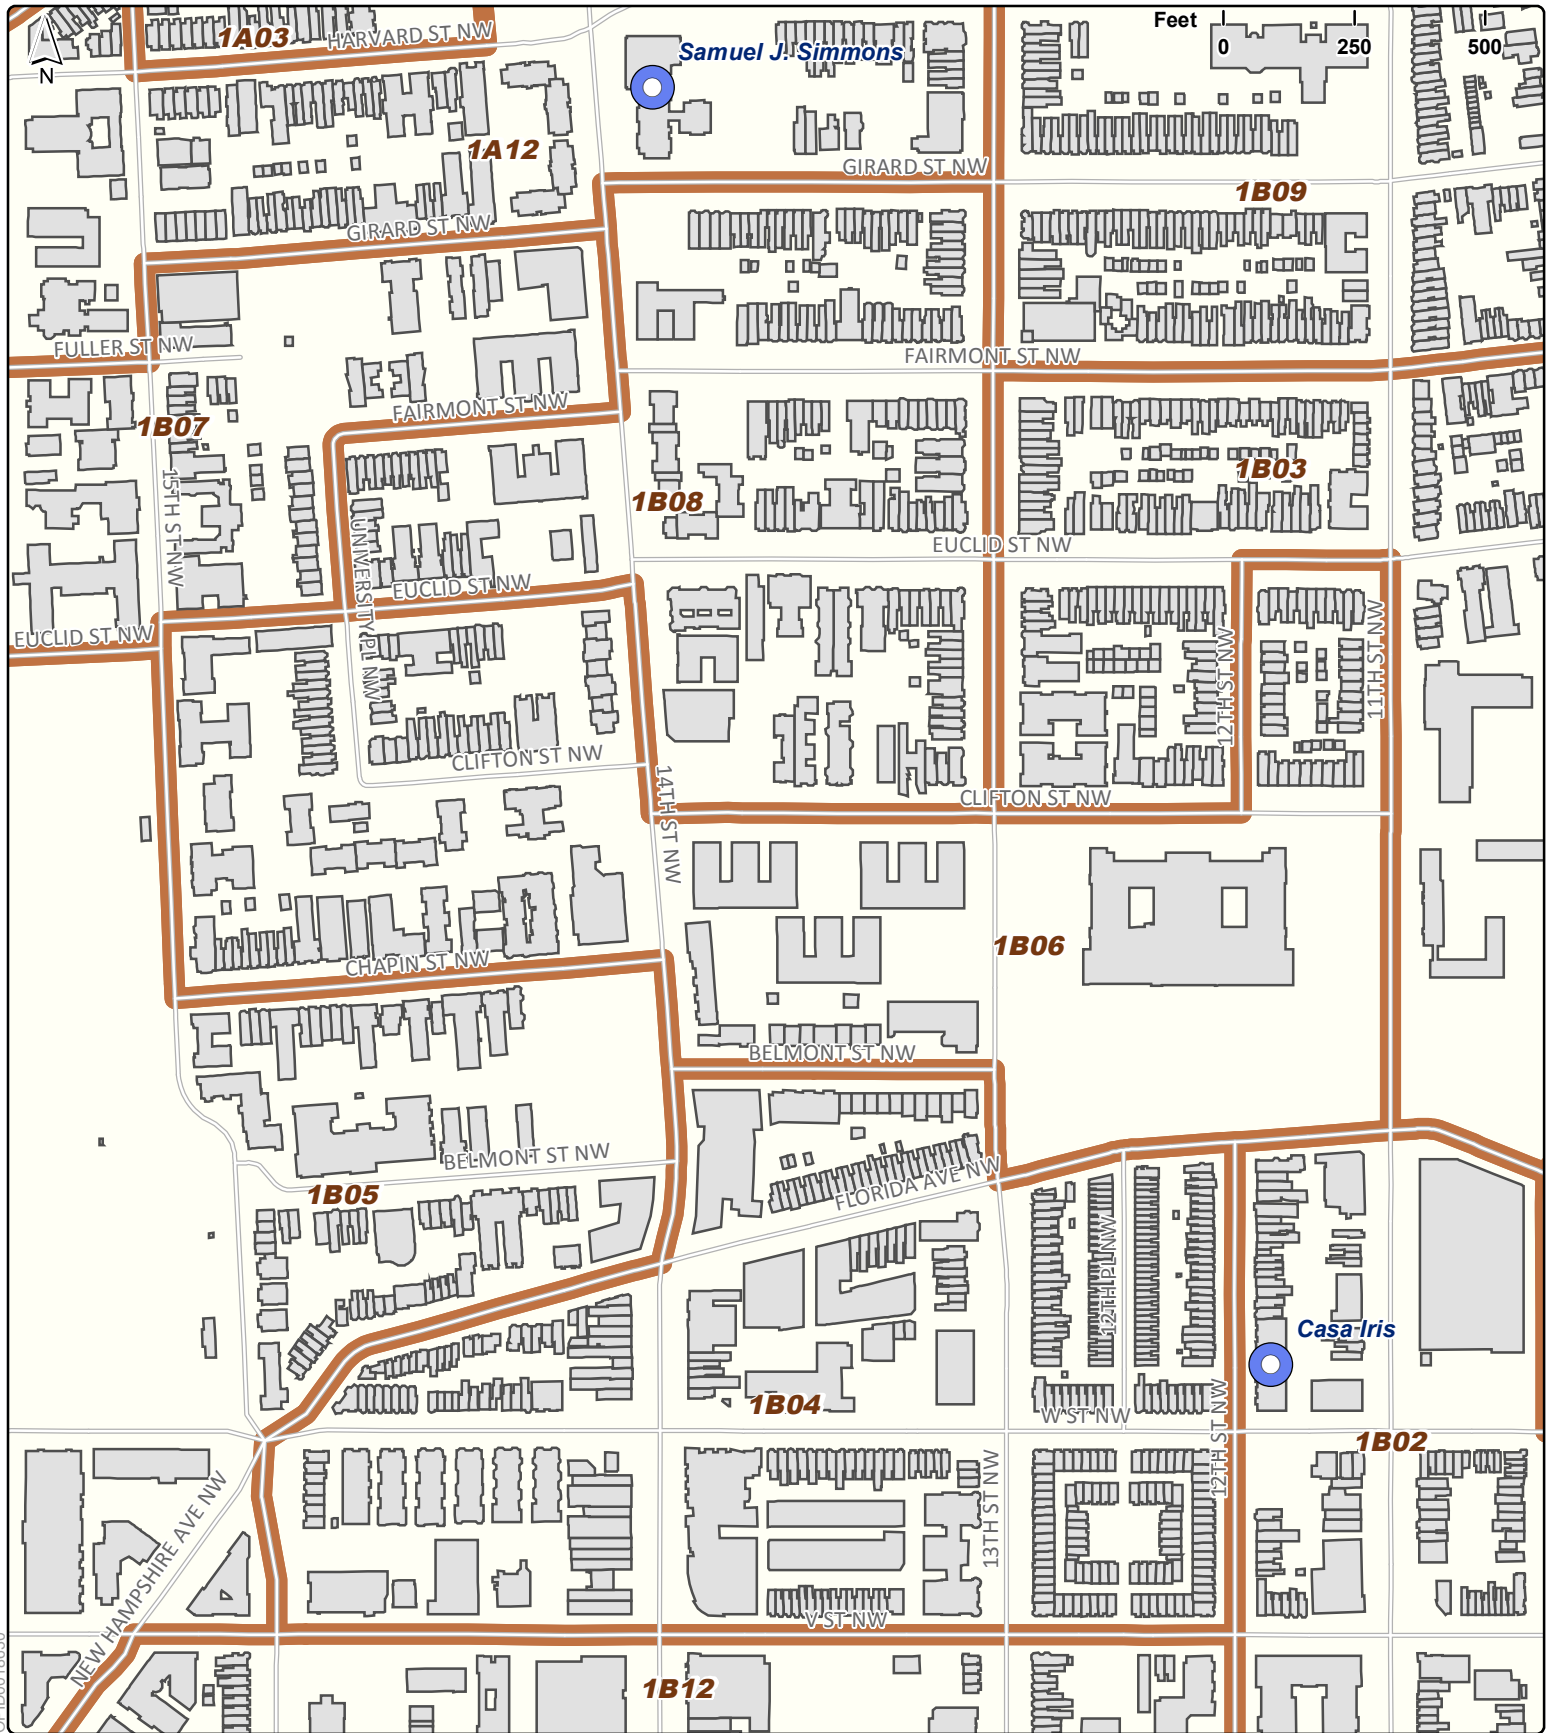 Feet
0 250 500
N
1A03
HARVARD ST NW
Samuel J. Simmons
1A12
GIRARD ST NW
1B09
GIRARD ST NW
FULLER ST NW
FAIRMONT ST NW
FAIRMONT ST NW
1B07
1B03
15TH ST NW
1B08
UNIVERSITY PL NW
EUCLID ST NW
EUCLID ST NW
EUCLID ST NW
12TH ST NW
11TH ST NW
CLIFTON ST NW
14TH ST NW
CLIFTON ST NW
1B06
CHAPIN ST NW
BELMONT ST NW
BELMONT ST NW
FLORIDA AVE NW
1B05
12TH PL NW
Casa Iris
1B04
W ST NW
12TH ST NW
1B02
NEW HAMPSHIRE AVE NW
13TH ST NW
V ST NW
1B12